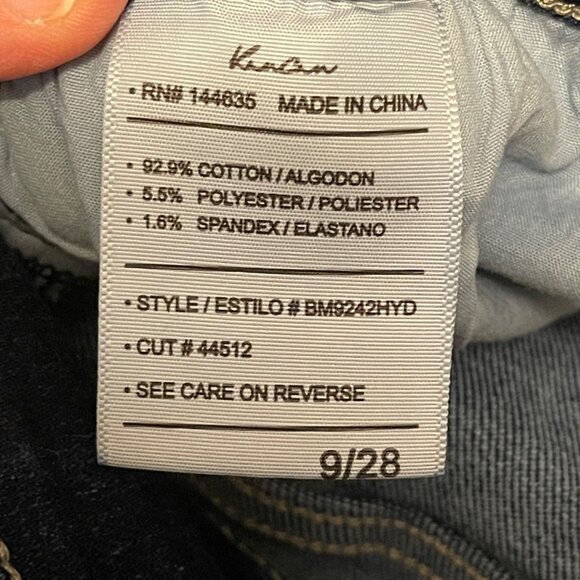 KanCan
• RN# 144635 MADE IN CHINA
• 92.9% COTTON / ALGODON
• 5.5% POLYESTER / POLIESTER
• 1.6% SPANDEX / ELASTANO
• STYLE / ESTILO # BM9242HYD
• CUT # 44512
• SEE CARE ON REVERSE
9/28